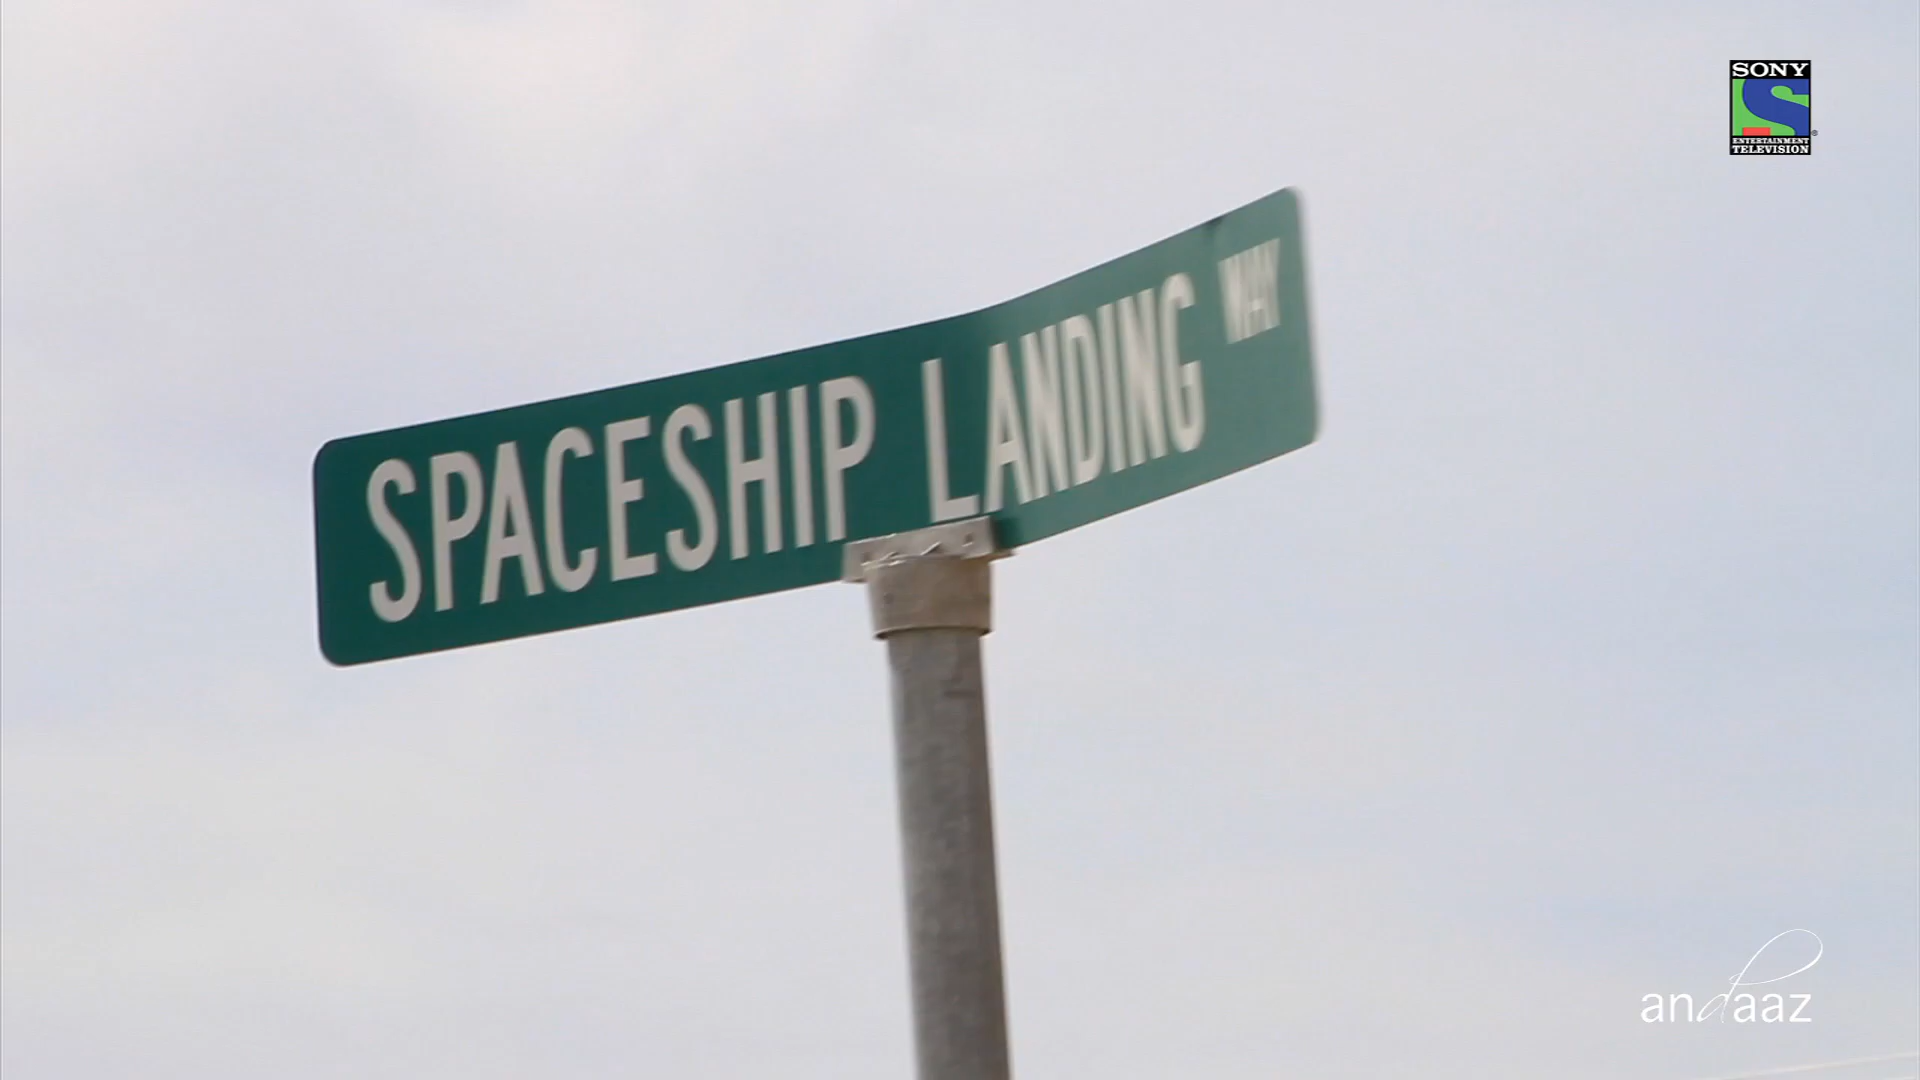 SONY
ENTERTAINMENT
TELEVISION
SPACESHIP LANDING WAY
andaaz